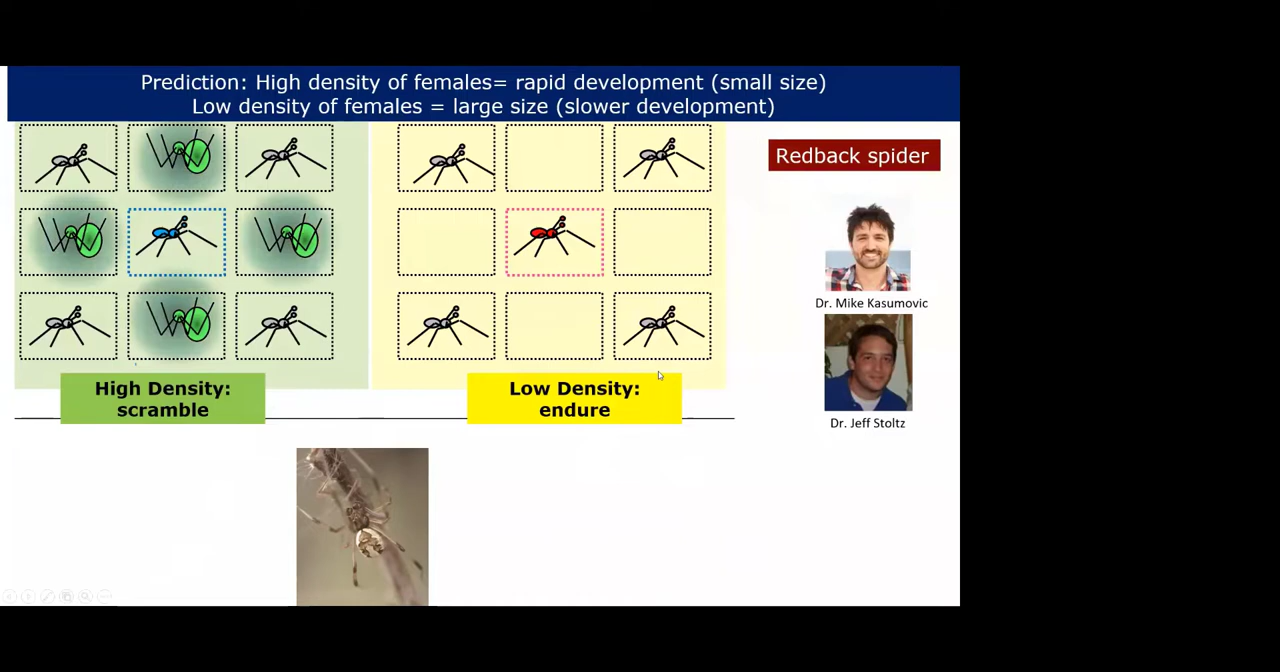 Prediction: High density of females= rapid development (small size)
Low density of females = large size (slower development)
Redback spider
Dr. Mike Kasumovic
Dr. Jeff Stoltz
High Density:
scramble
Low Density:
endure